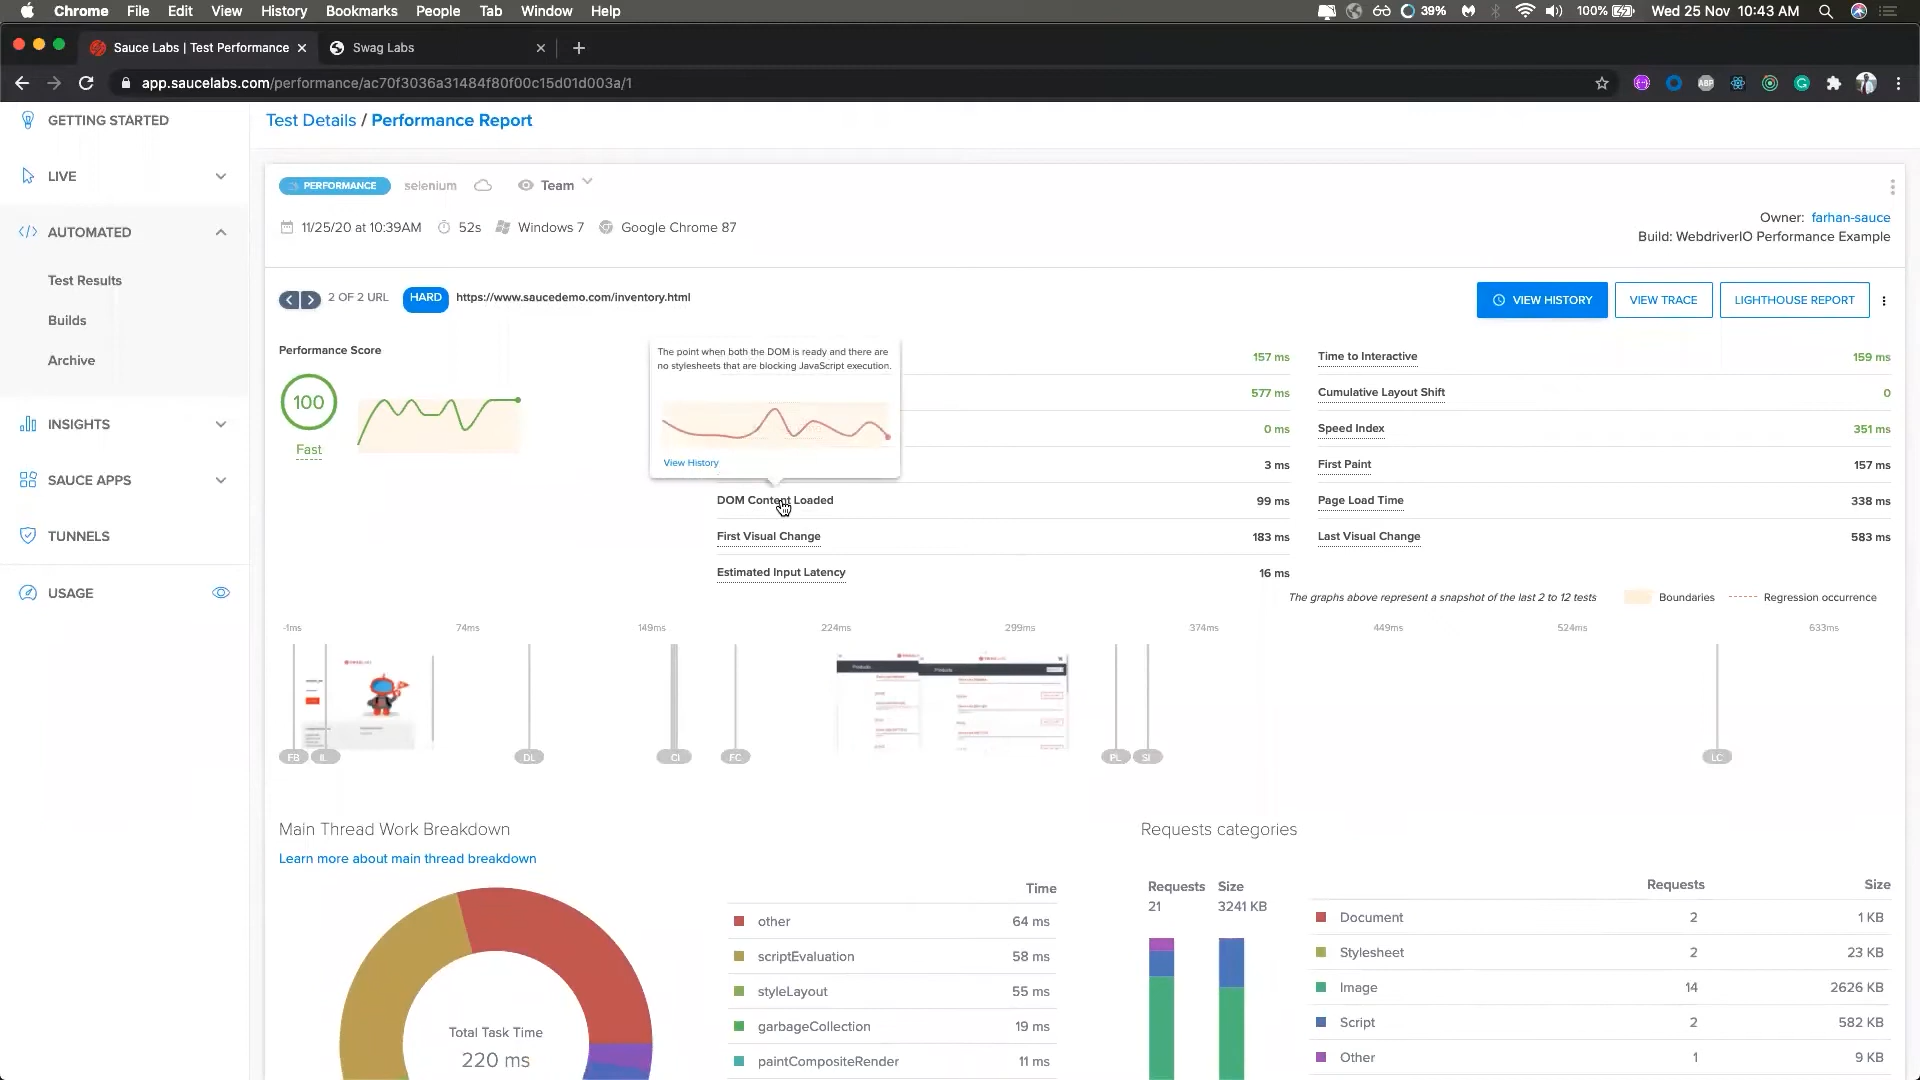 Chrome File Edit View History Bookmarks People Tab Window Help
39% 100% Wed 25 Nov 10:43 AM
Sauce Labs | Test Performance
Swag Labs
app.saucelabs.com/performance/ac70f3036a31484f80f00c15d01d003a/1
ABP
GETTING STARTED
LIVE
AUTOMATED
Test Results
Builds
Archive
INSIGHTS
SAUCE APPS
TUNNELS
USAGE
Test Details / Performance Report
PERFORMANCE selenium Team
11/25/20 at 10:39AM 52s Windows 7 Google Chrome 87
Owner: farhan-sauce
Build: WebdriverIO Performance Example
2 OF 2 URL HARD https://www.saucedemo.com/inventory.html
VIEW HISTORY VIEW TRACE LIGHTHOUSE REPORT
Performance Score
100
Fast
The point when both the DOM is ready and there are
no stylesheets that are blocking JavaScript execution.
View History
157 ms
577 ms
0 ms
3 ms
DOM Content Loaded 99 ms
First Visual Change 183 ms
Estimated Input Latency 16 ms
Time to Interactive 159 ms
Cumulative Layout Shift 0
Speed Index 351 ms
First Paint 157 ms
Page Load Time 338 ms
Last Visual Change 583 ms
The graphs above represent a snapshot of the last 2 to 12 tests Boundaries Regression occurrence
-1ms 74ms 149ms 224ms 299ms 374ms 449ms 524ms 633ms
Products Products
FB IL DL CI FC PL SI LC
Main Thread Work Breakdown
Learn more about main thread breakdown
Total Task Time
220 ms
Time
other 64 ms
scriptEvaluation 58 ms
styleLayout 55 ms
garbageCollection 19 ms
paintCompositeRender 11 ms
Requests categories
Requests Size
21 3241 KB
Requests Size
Document 2 1 KB
Stylesheet 2 23 KB
Image 14 2626 KB
Script 2 582 KB
Other 1 9 KB